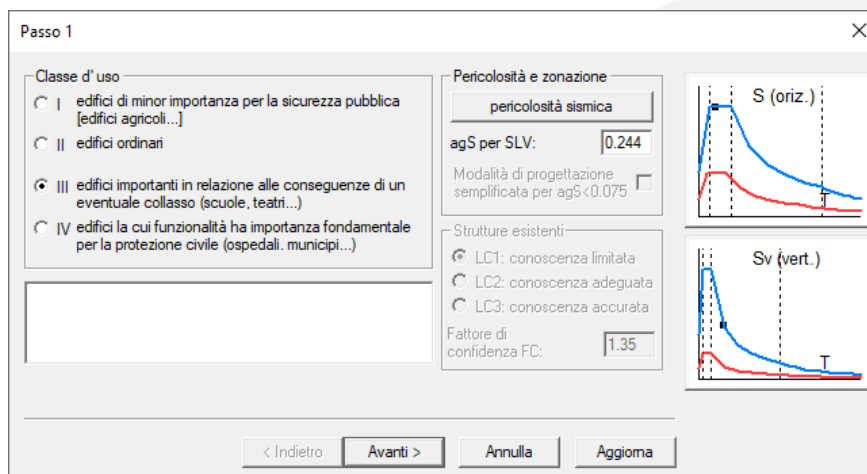 Passo 1
Classe d' uso
I edifici di minor importanza per la sicurezza pubblica
[edifici agricoli...]
II edifici ordinari
III edifici importanti in relazione alle conseguenze di un
eventuale collasso (scuole, teatri...)
IV edifici la cui funzionalità ha importanza fondamentale
per la protezione civile (ospedali. municipi...)
Pericolosità e zonazione
pericolosità sismica
agS per SLV: 0.244
Modalità di progettazione
semplificata per agS<0.075
Strutture esistenti
LC1: conoscenza limitata
LC2: conoscenza adeguata
LC3: conoscenza accurata
Fattore di
confidenza FC: 1.35
S (oriz.)
T
Sv (vert.)
T
< Indietro
Avanti >
Annulla
Aggiorna